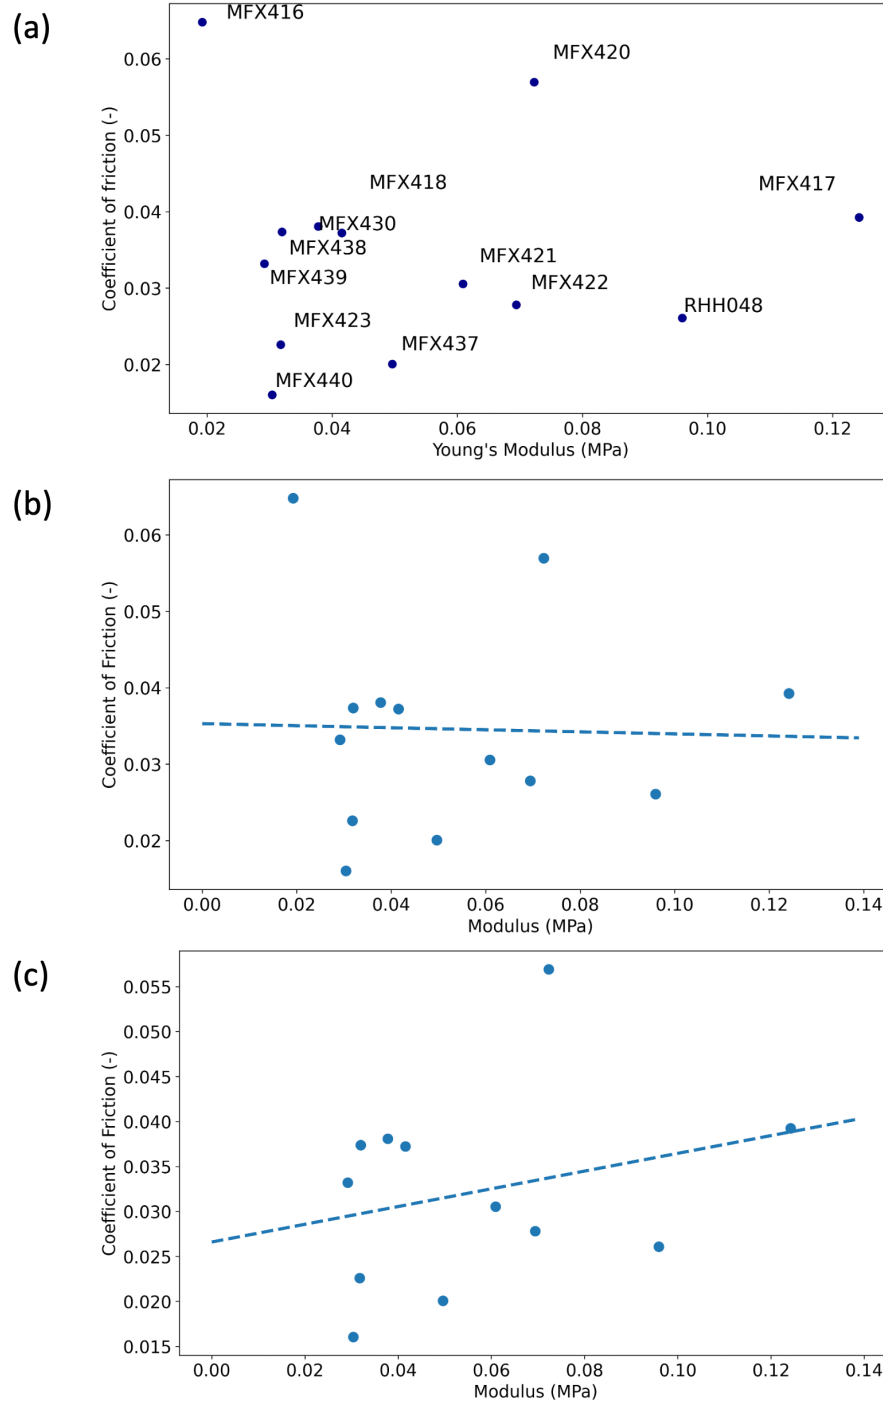 (a)
MFX416
MFX420
MFX418
MFX417
MFX430
MFX438
MFX421
MFX439
MFX422
RHH048
MFX423
MFX437
MFX440
0.06
0.05
0.04
0.03
0.02
Coefficient of friction (-)
0.02 0.04 0.06 0.08 0.10 0.12
Young's Modulus (MPa)
(b)
0.06
0.05
0.04
0.03
0.02
Coefficient of Friction (-)
0.00 0.02 0.04 0.06 0.08 0.10 0.12 0.14
Modulus (MPa)
(c)
0.055
0.050
0.045
0.040
0.035
0.030
0.025
0.020
0.015
Coefficient of Friction (-)
0.00 0.02 0.04 0.06 0.08 0.10 0.12 0.14
Modulus (MPa)